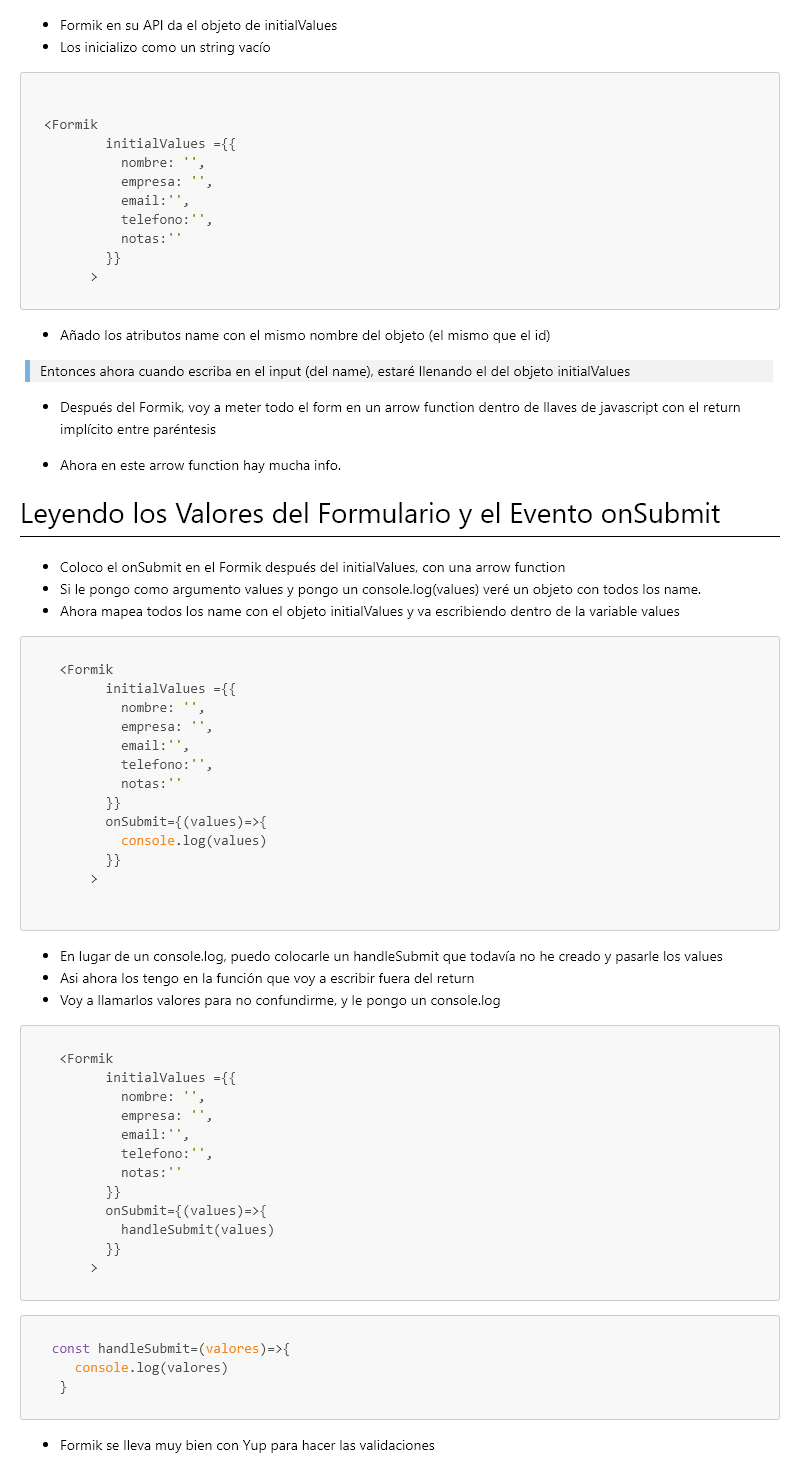 Formik en su API da el objeto de initialValues
Los inicializo como un string vacío
<Formik
initialValues ={{
nombre: '',
empresa: '',
email:'',
telefono:'',
notas:''
}}
>
Añado los atributos name con el mismo nombre del objeto (el mismo que el id)
Entonces ahora cuando escriba en el input (del name), estaré llenando el del objeto initialValues
Después del Formik, voy a meter todo el form en un arrow function dentro de llaves de javascript con el return
implícito entre paréntesis
Ahora en este arrow function hay mucha info.
Leyendo los Valores del Formulario y el Evento onSubmit
Coloco el onSubmit en el Formik después del initialValues, con una arrow function
Si le pongo como argumento values y pongo un console.log(values) veré un objeto con todos los name.
Ahora mapea todos los name con el objeto initialValues y va escribiendo dentro de la variable values
<Formik
initialValues ={{
nombre: '',
empresa: '',
email:'',
telefono:'',
notas:''
}}
onSubmit={(values)=>{
console.log(values)
}}
>
En lugar de un console.log, puedo colocarle un handleSubmit que todavía no he creado y pasarle los values
Asi ahora los tengo en la función que voy a escribir fuera del return
Voy a llamarlos valores para no confundirme, y le pongo un console.log
<Formik
initialValues ={{
nombre: '',
empresa: '',
email:'',
telefono:'',
notas:''
}}
onSubmit={(values)=>{
handleSubmit(values)
}}
>
const handleSubmit=(valores)=>{
console.log(valores)
}
Formik se lleva muy bien con Yup para hacer las validaciones